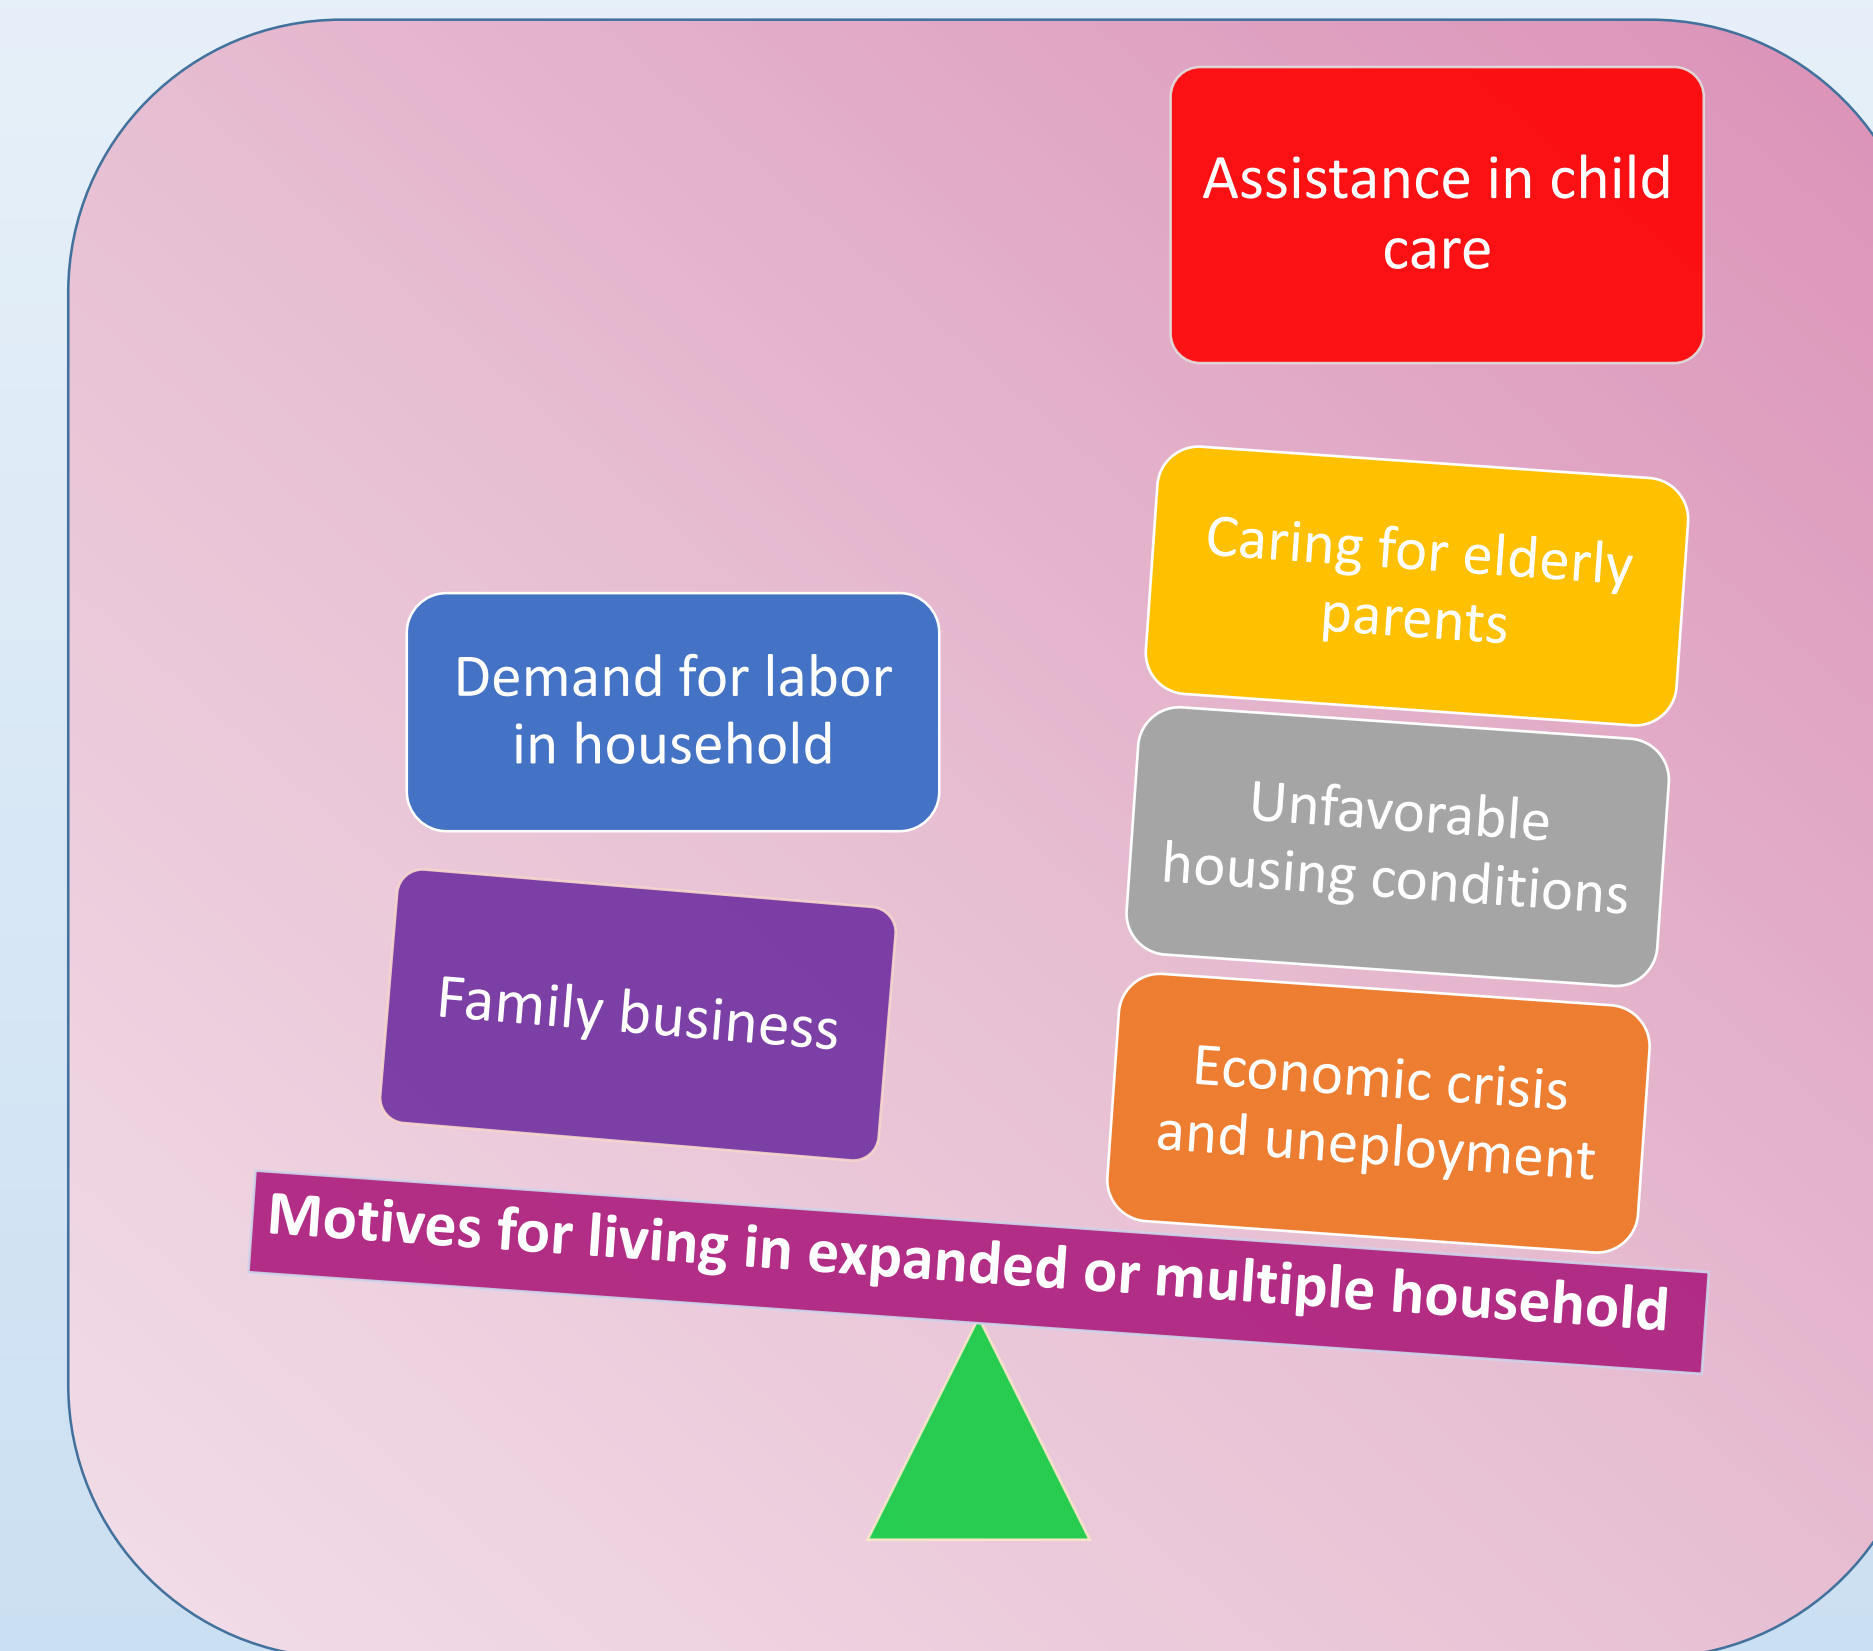 Assistance in child
care
Caring for elderly
parents
Demand for labor
in household
Unfavorable
housing conditions
Family business
Economic crisis
and uneployment
Motives for living in expanded or multiple household